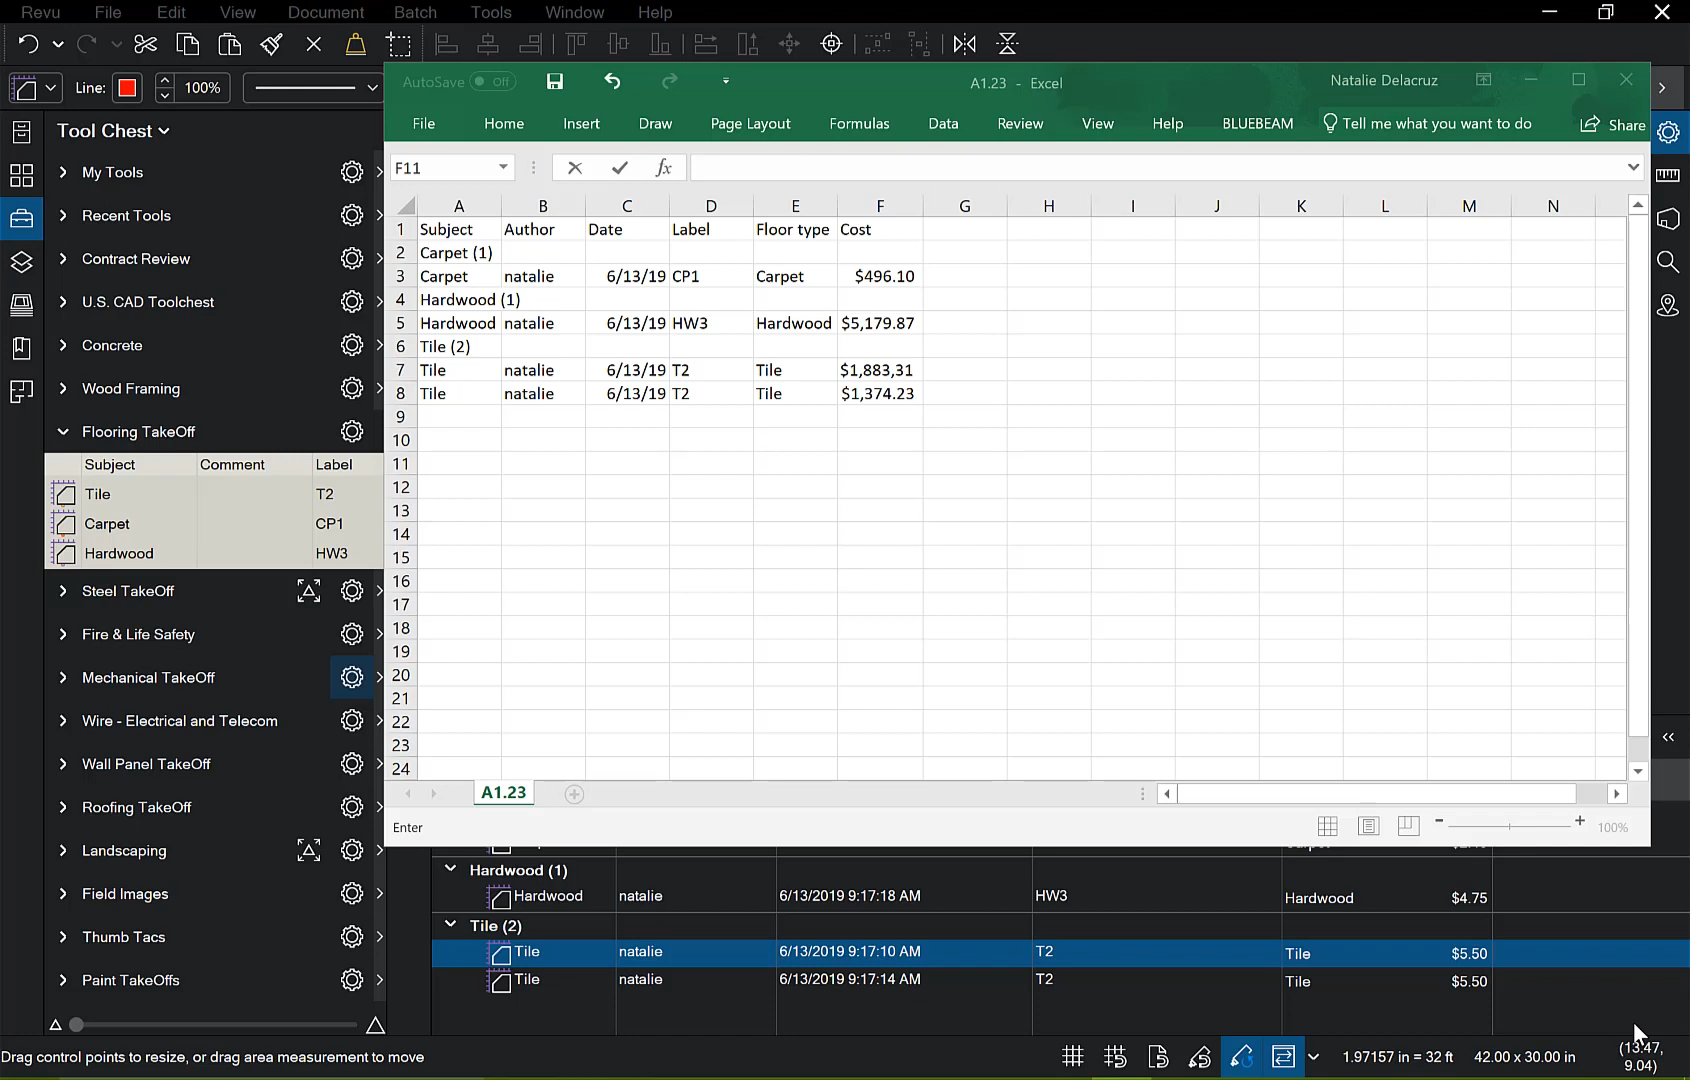 Revu File Edit View Document Batch Tools Window Help
Line: 100%
Tool Chest
My Tools
Recent Tools
Contract Review
U.S. CAD Toolchest
Concrete
Wood Framing
Flooring TakeOff
Subject Comment Label
Tile T2
Carpet CP1
Hardwood HW3
Steel TakeOff
Fire & Life Safety
Mechanical TakeOff
Wire - Electrical and Telecom
Wall Panel TakeOff
Roofing TakeOff
Landscaping
Field Images
Thumb Tacs
Paint TakeOffs
AutoSave Off A1.23 - Excel Natalie Delacruz
File Home Insert Draw Page Layout Formulas Data Review View Help BLUEBEAM Tell me what you want to do Share
F11 fx
A B C D E F G H I J K L M N
1 Subject Author Date Label Floor type Cost
2 Carpet (1)
3 Carpet natalie 6/13/19 CP1 Carpet $496.10
4 Hardwood (1)
5 Hardwood natalie 6/13/19 HW3 Hardwood $5,179.87
6 Tile (2)
7 Tile natalie 6/13/19 T2 Tile $1,883,31
8 Tile natalie 6/13/19 T2 Tile $1,374.23
9
10
11
12
13
14
15
16
17
18
19
20
21
22
23
24
A1.23
Enter 100%
Hardwood (1)
Hardwood natalie 6/13/2019 9:17:18 AM HW3 Hardwood $4.75
Tile (2)
Tile natalie 6/13/2019 9:17:10 AM T2 Tile $5.50
Tile natalie 6/13/2019 9:17:14 AM T2 Tile $5.50
Drag control points to resize, or drag area measurement to move
1.97157 in = 32 ft 42.00 x 30.00 in (13.47,
9.04)